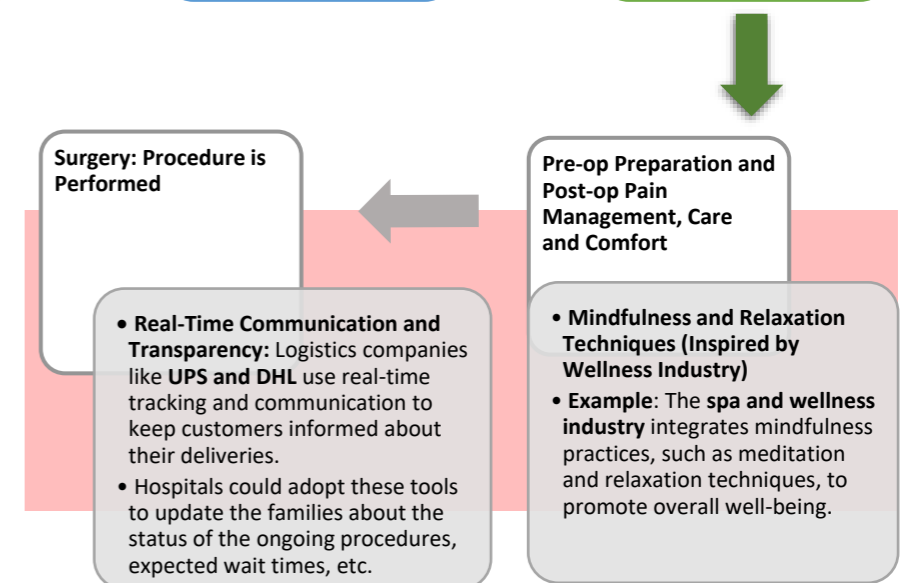 Surgery: Procedure is
Performed
• Real-Time Communication and
Transparency: Logistics companies
like UPS and DHL use real-time
tracking and communication to
keep customers informed about
their deliveries.
• Hospitals could adopt these tools
to update the families about the
status of the ongoing procedures,
expected wait times, etc.
Pre-op Preparation and
Post-op Pain
Management, Care
and Comfort
• Mindfulness and Relaxation
Techniques (Inspired by
Wellness Industry)
• Example: The spa and wellness
industry integrates mindfulness
practices, such as meditation
and relaxation techniques, to
promote overall well-being.